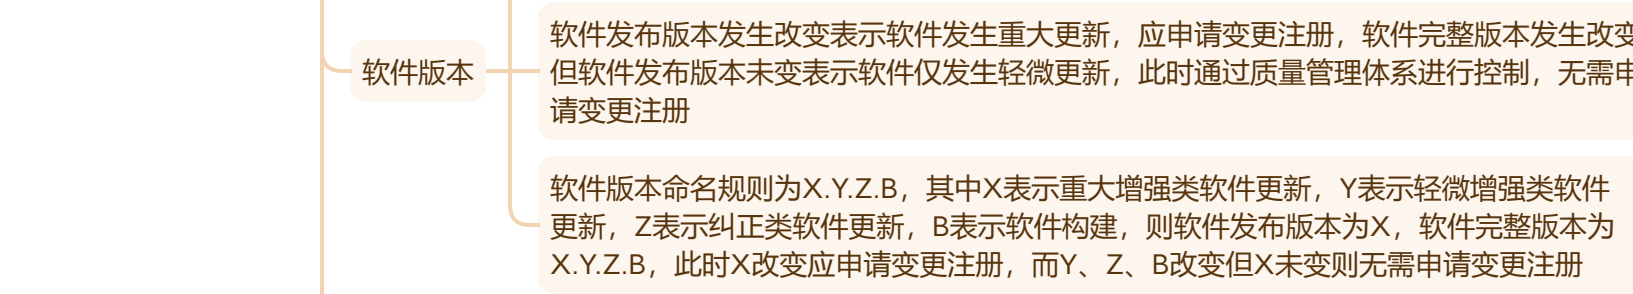 软件版本
软件发布版本发生改变表示软件发生重大更新，应申请变更注册，软件完整版本发生改变
但软件发布版本未变表示软件仅发生轻微更新，此时通过质量管理体系进行控制，无需申
请变更注册
软件版本命名规则为X.Y.Z.B，其中X表示重大增强类软件更新，Y表示轻微增强类软件
更新，Z表示纠正类软件更新，B表示软件构建，则软件发布版本为X，软件完整版本为
X.Y.Z.B，此时X改变应申请变更注册，而Y、Z、B改变但X未变则无需申请变更注册